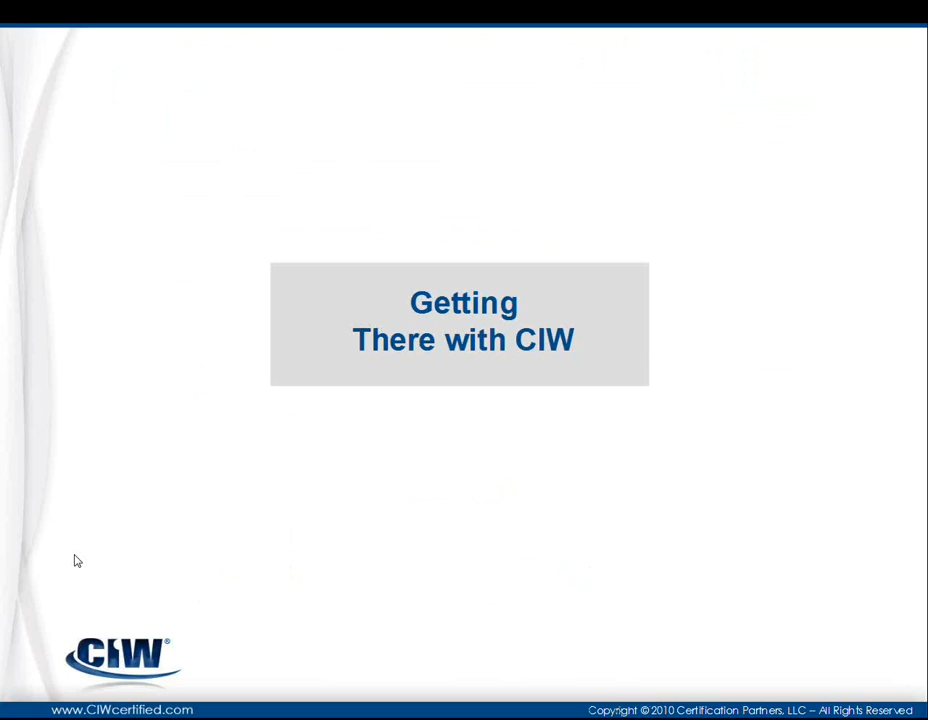 Getting
There with CIW
CIW®
www.CIWcertified.com
Copyright © 2010 Certification Partners, LLC – All Rights Reserved